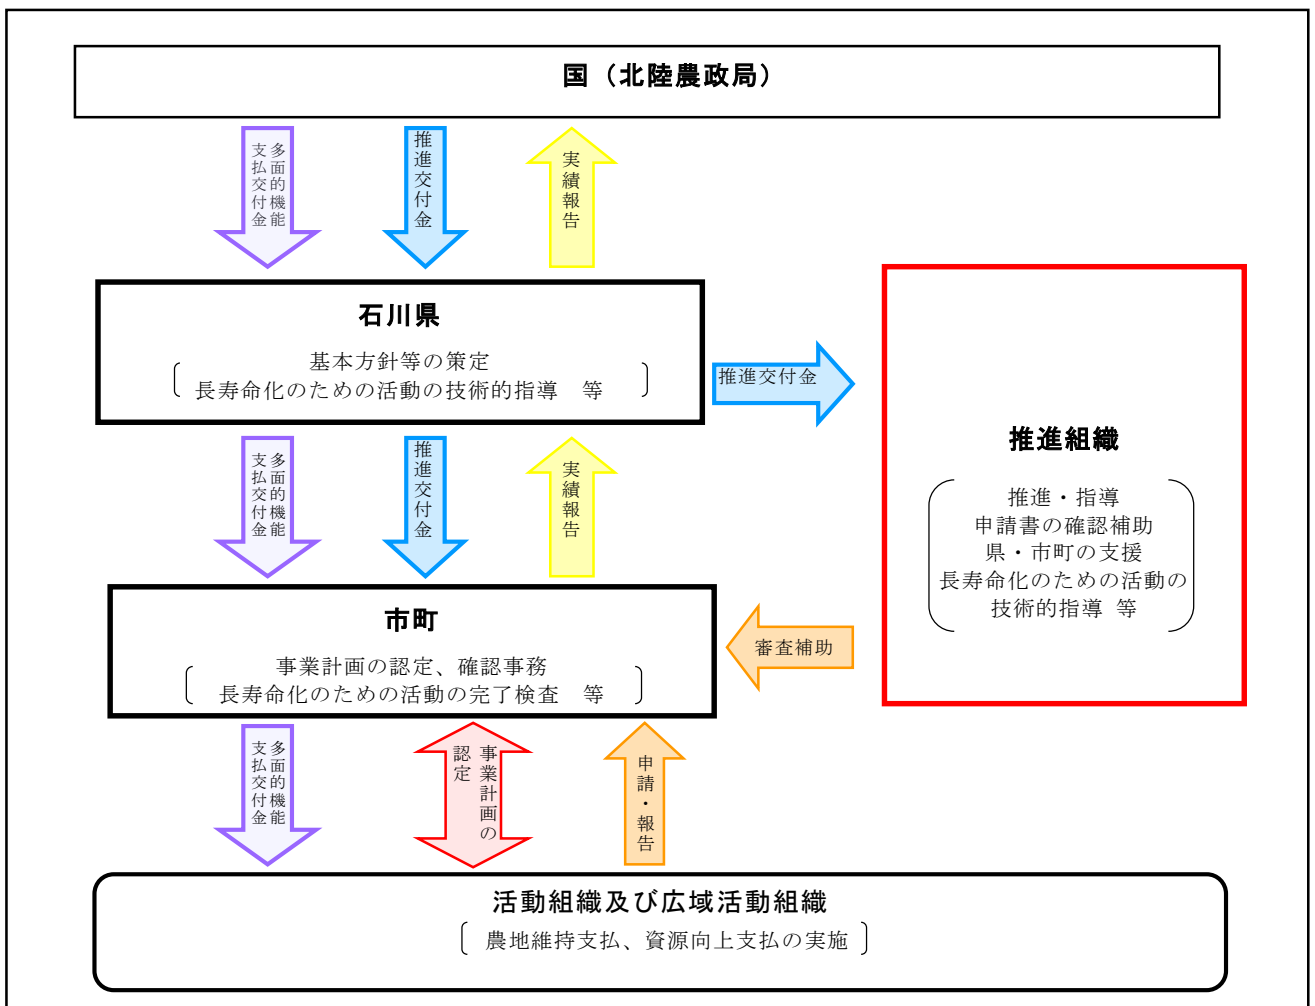 国（北陸農政局）
多面的機能
支払交付金
推進交付金
実績報告
石川県
基本方針等の策定
長寿命化のための活動の技術的指導　等
推進交付金
推進組織
推進・指導
申請書の確認補助
県・市町の支援
長寿命化のための活動の
技術的指導 等
多面的機能
支払交付金
推進交付金
実績報告
市町
事業計画の認定、確認事務
長寿命化のための活動の完了検査　等
審査補助
多面的機能
支払交付金
事業計画の
認定
申請・報告
活動組織及び広域活動組織
農地維持支払、資源向上支払の実施